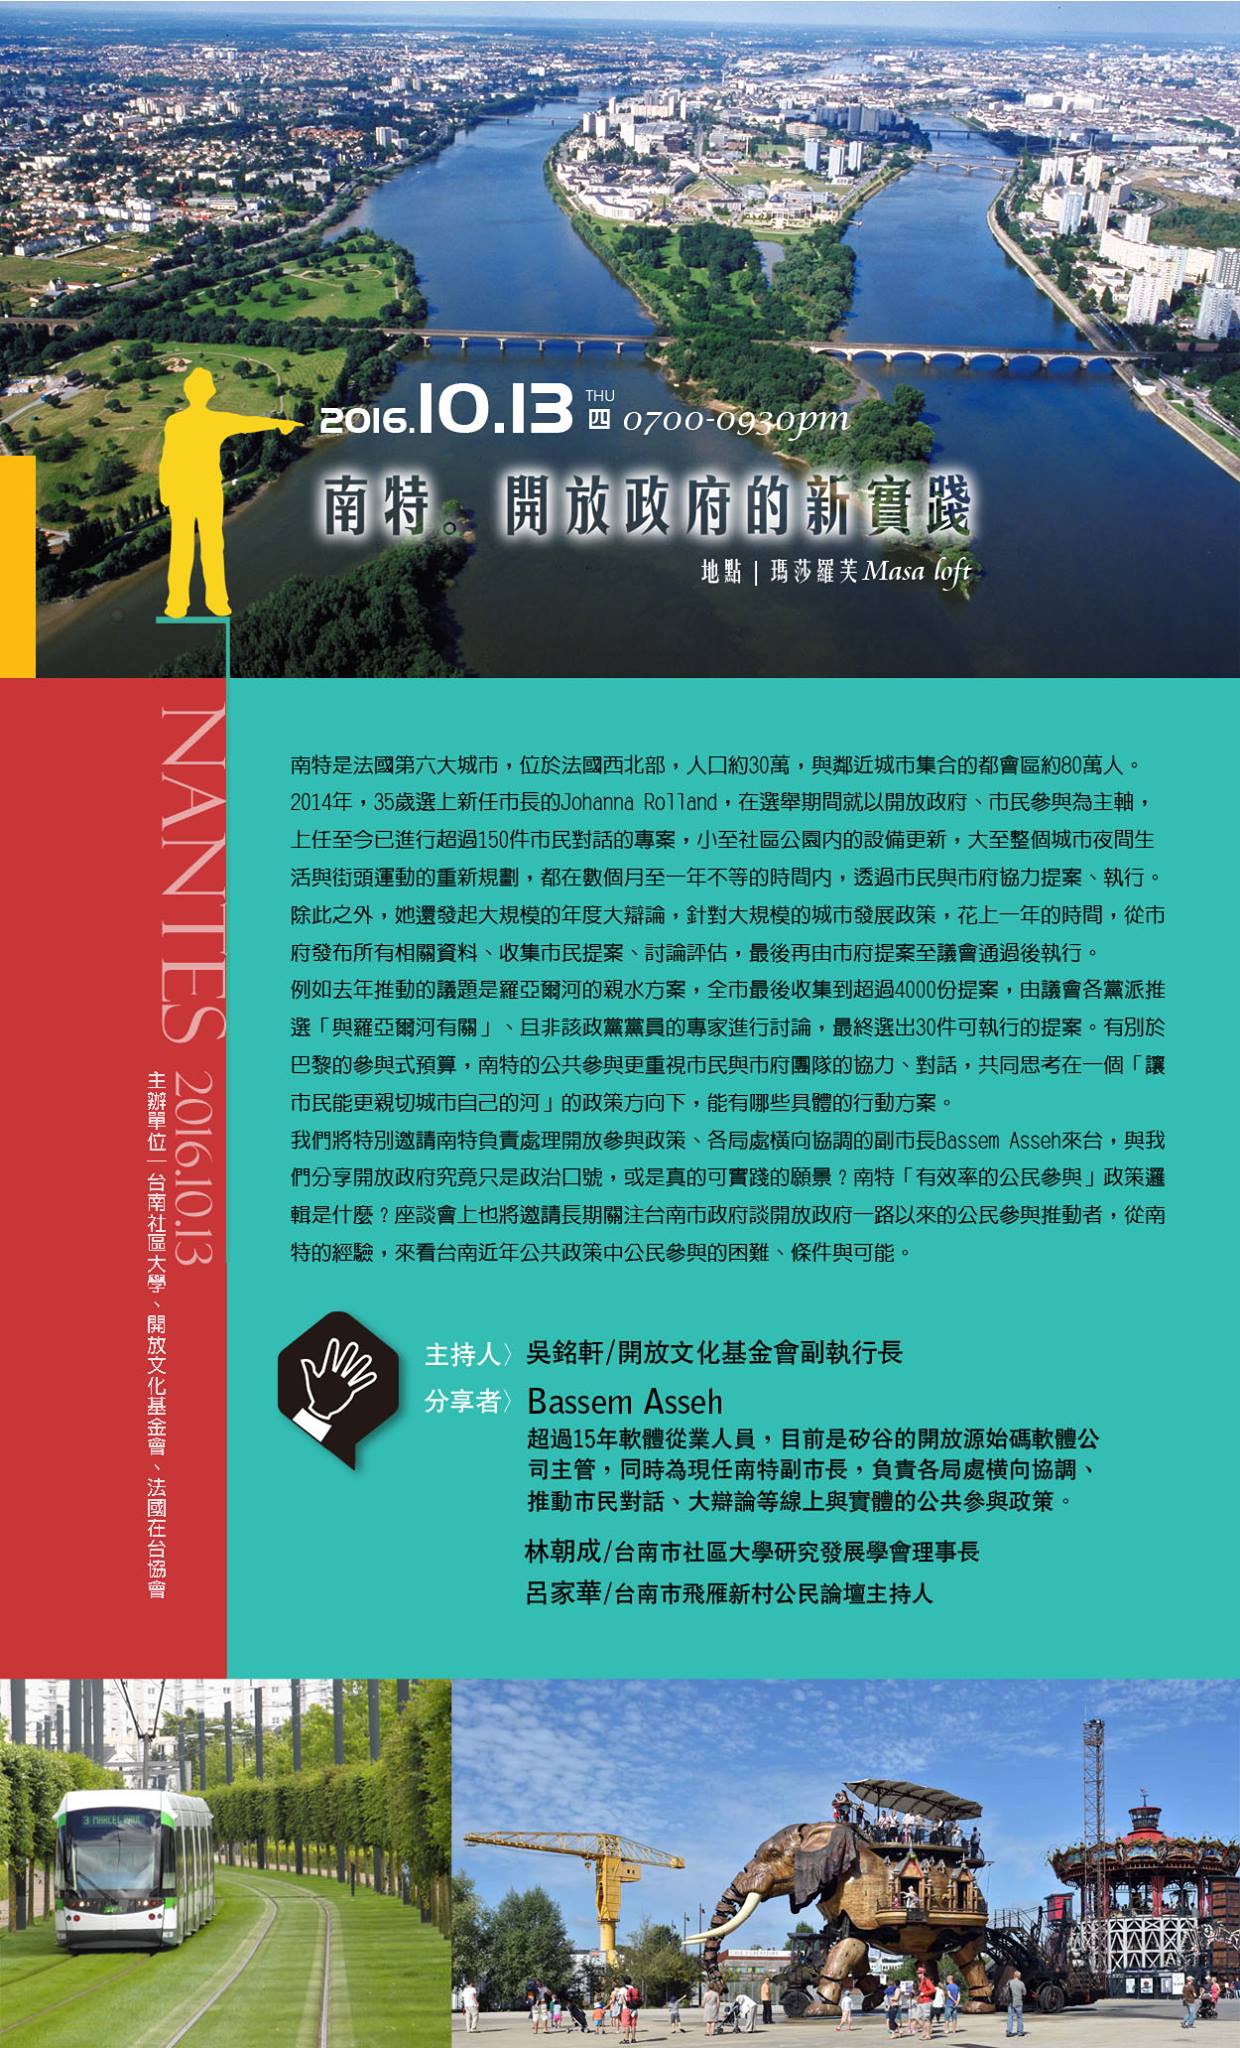 2016.10.13 THU 四 0700-0930pm
南特。開放政府的新實踐
地點 | 瑪莎羅芙Masa loft
NANTES 2016.10.13
主辦單位｜台南社區大學、開放文化基金會、法國在台協會
南特是法國第六大城市，位於法國西北部，人口約30萬，與鄰近城市集合的都會區約80萬人。
2014年，35歲選上新任市長的Johanna Rolland，在選舉期間就以開放政府、市民參與為主軸，
上任至今已進行超過150件市民對話的專案，小至社區公園內的設備更新，大至整個城市夜間生
活與街頭運動的重新規劃，都在數個月至一年不等的時間內，透過市民與市府協力提案、執行。
除此之外，她還發起大規模的年度大辯論，針對大規模的城市發展政策，花上一年的時間，從市
府發布所有相關資料、收集市民提案、討論評估，最後再由市府提案至議會通過後執行。
例如去年推動的議題是羅亞爾河的親水方案，全市最後收集到超過4000份提案，由議會各黨派推
選「與羅亞爾河有關」、且非該政黨黨員的專家進行討論，最終選出30件可執行的提案。有別於
巴黎的參與式預算，南特的公共參與更重視市民與市府團隊的協力、對話，共同思考在一個「讓
市民能更親切城市自己的河」的政策方向下，能有哪些具體的行動方案。
我們將特別邀請南特負責處理開放參與政策、各局處橫向協調的副市長Bassem Asseh來台，與我
們分享開放政府究竟只是政治口號，或是真的可實踐的願景？南特「有效率的公民參與」政策邏
輯是什麼？座談會上也將邀請長期關注台南市政府談開放政府一路以來的公民參與推動者，從南
特的經驗，來看台南近年公共政策中公民參與的困難、條件與可能。
主持人〉吳銘軒/開放文化基金會副執行長
分享者〉Bassem Asseh
超過15年軟體從業人員，目前是矽谷的開放源始碼軟體公
司主管，同時為現任南特副市長，負責各局處橫向協調、
推動市民對話、大辯論等線上與實體的公共參與政策。
林朝成/台南市社區大學研究發展學會理事長
呂家華/台南市飛雁新村公民論壇主持人
3 MARCEL PAUL